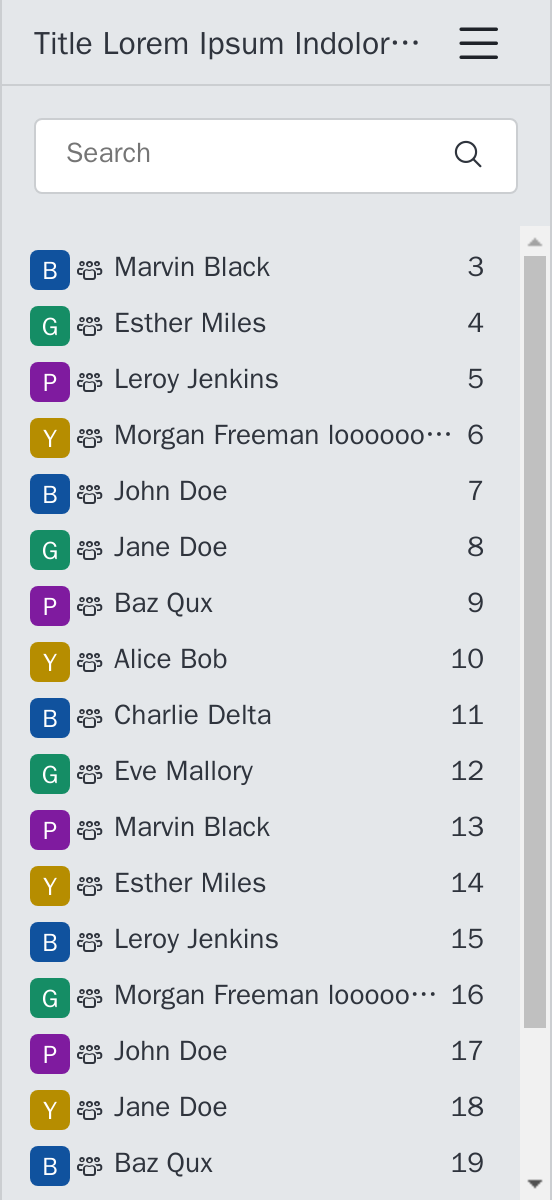 Title Lorem Ipsum Indolor…
Search
B Marvin Black 3
G Esther Miles 4
P Leroy Jenkins 5
Y Morgan Freeman loooooo… 6
B John Doe 7
G Jane Doe 8
P Baz Qux 9
Y Alice Bob 10
B Charlie Delta 11
G Eve Mallory 12
P Marvin Black 13
Y Esther Miles 14
B Leroy Jenkins 15
G Morgan Freeman looooo… 16
P John Doe 17
Y Jane Doe 18
B Baz Qux 19